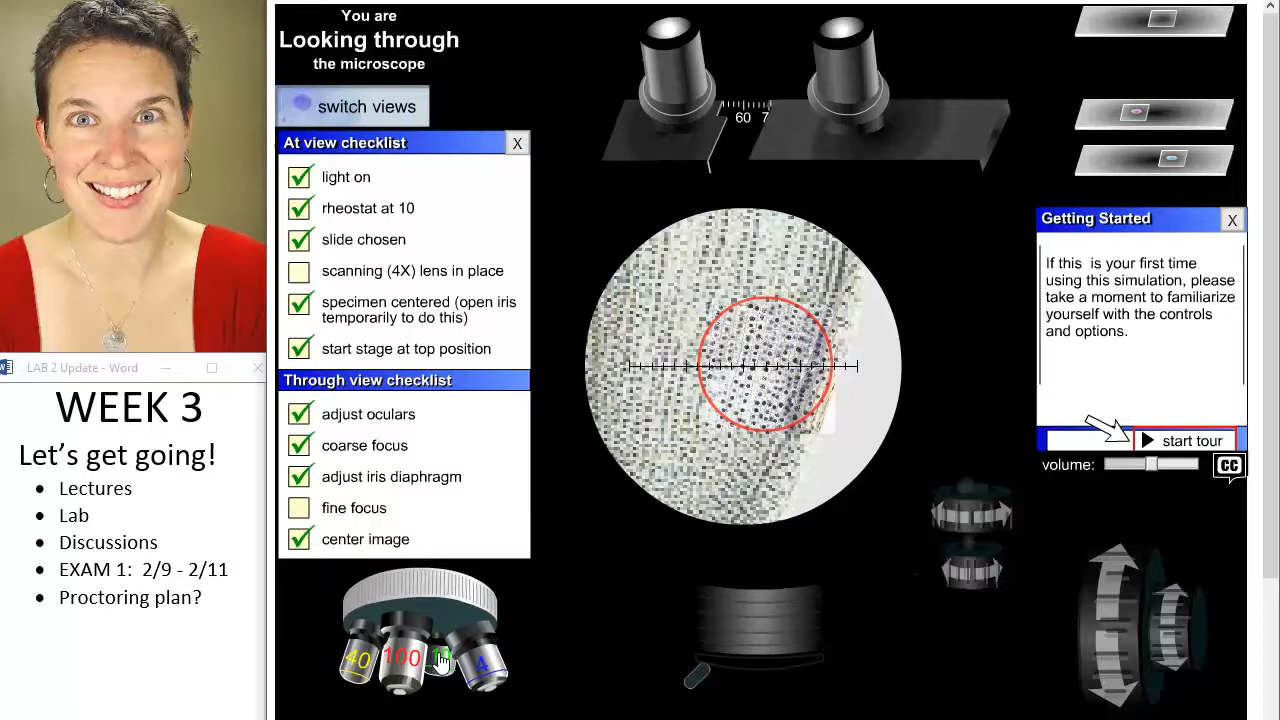 You are
Looking through
the microscope
switch views
At view checklist
X
light on
rheostat at 10
slide chosen
scanning (4X) lens in place
specimen centered (open iris
temporarily to do this)
start stage at top position
Through view checklist
adjust oculars
coarse focus
adjust iris diaphragm
fine focus
center image
40
100
4
60 7
Getting Started
X
If this is your first time
using this simulation, please
take a moment to familiarize
yourself with the controls
and options.
start tour
volume:
CC
LAB 2 Update - Word
WEEK 3
Let's get going!
• Lectures
• Lab
• Discussions
• EXAM 1: 2/9 - 2/11
• Proctoring plan?